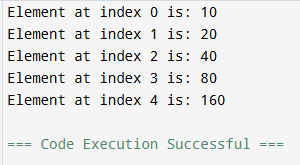 Element at index 0 is: 10
Element at index 1 is: 20
Element at index 2 is: 40
Element at index 3 is: 80
Element at index 4 is: 160
=== Code Execution Successful ===